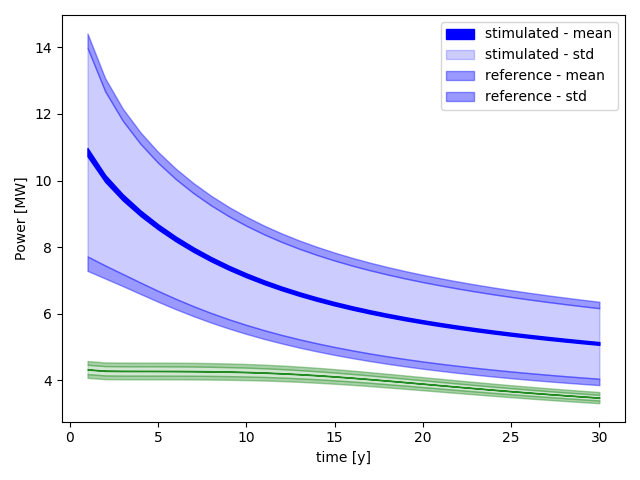 stimulated - mean
stimulated - std
reference - mean
reference - std
Power [MW]
14
12
10
8
6
4
0 5 10 15 20 25 30
time [y]